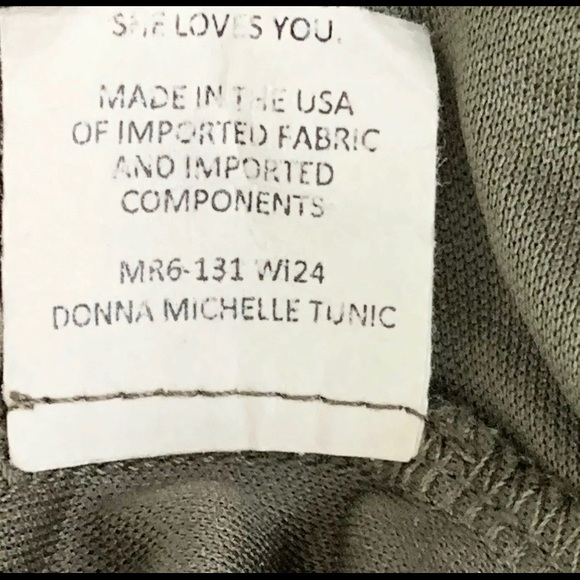 SHE LOVES YOU.
MADE IN THE USA
OF IMPORTED FABRIC
AND IMPORTED
COMPONENTS
MR6-131 Wi24
DONNA MICHELLE TUNIC